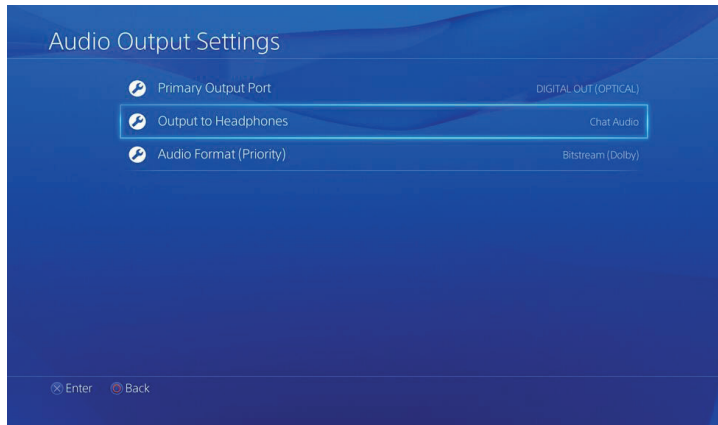 Audio Output Settings
Primary Output Port DIGITAL OUT (OPTICAL)
Output to Headphones Chat Audio
Audio Format (Priority) Bitstream (Dolby)
Enter Back